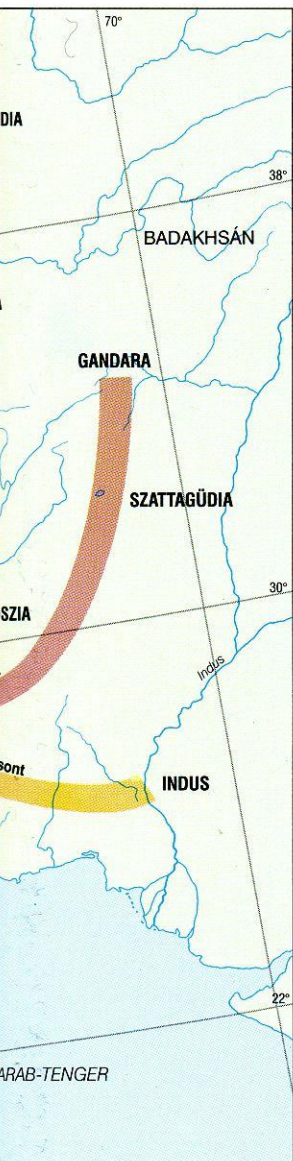 70°
DIA
38°
BADAKHSÁN
GANDARA
SZATTAGÜDIA
30°
SZIA
Indus
sont
INDUS
22°
ARAB-TENGER